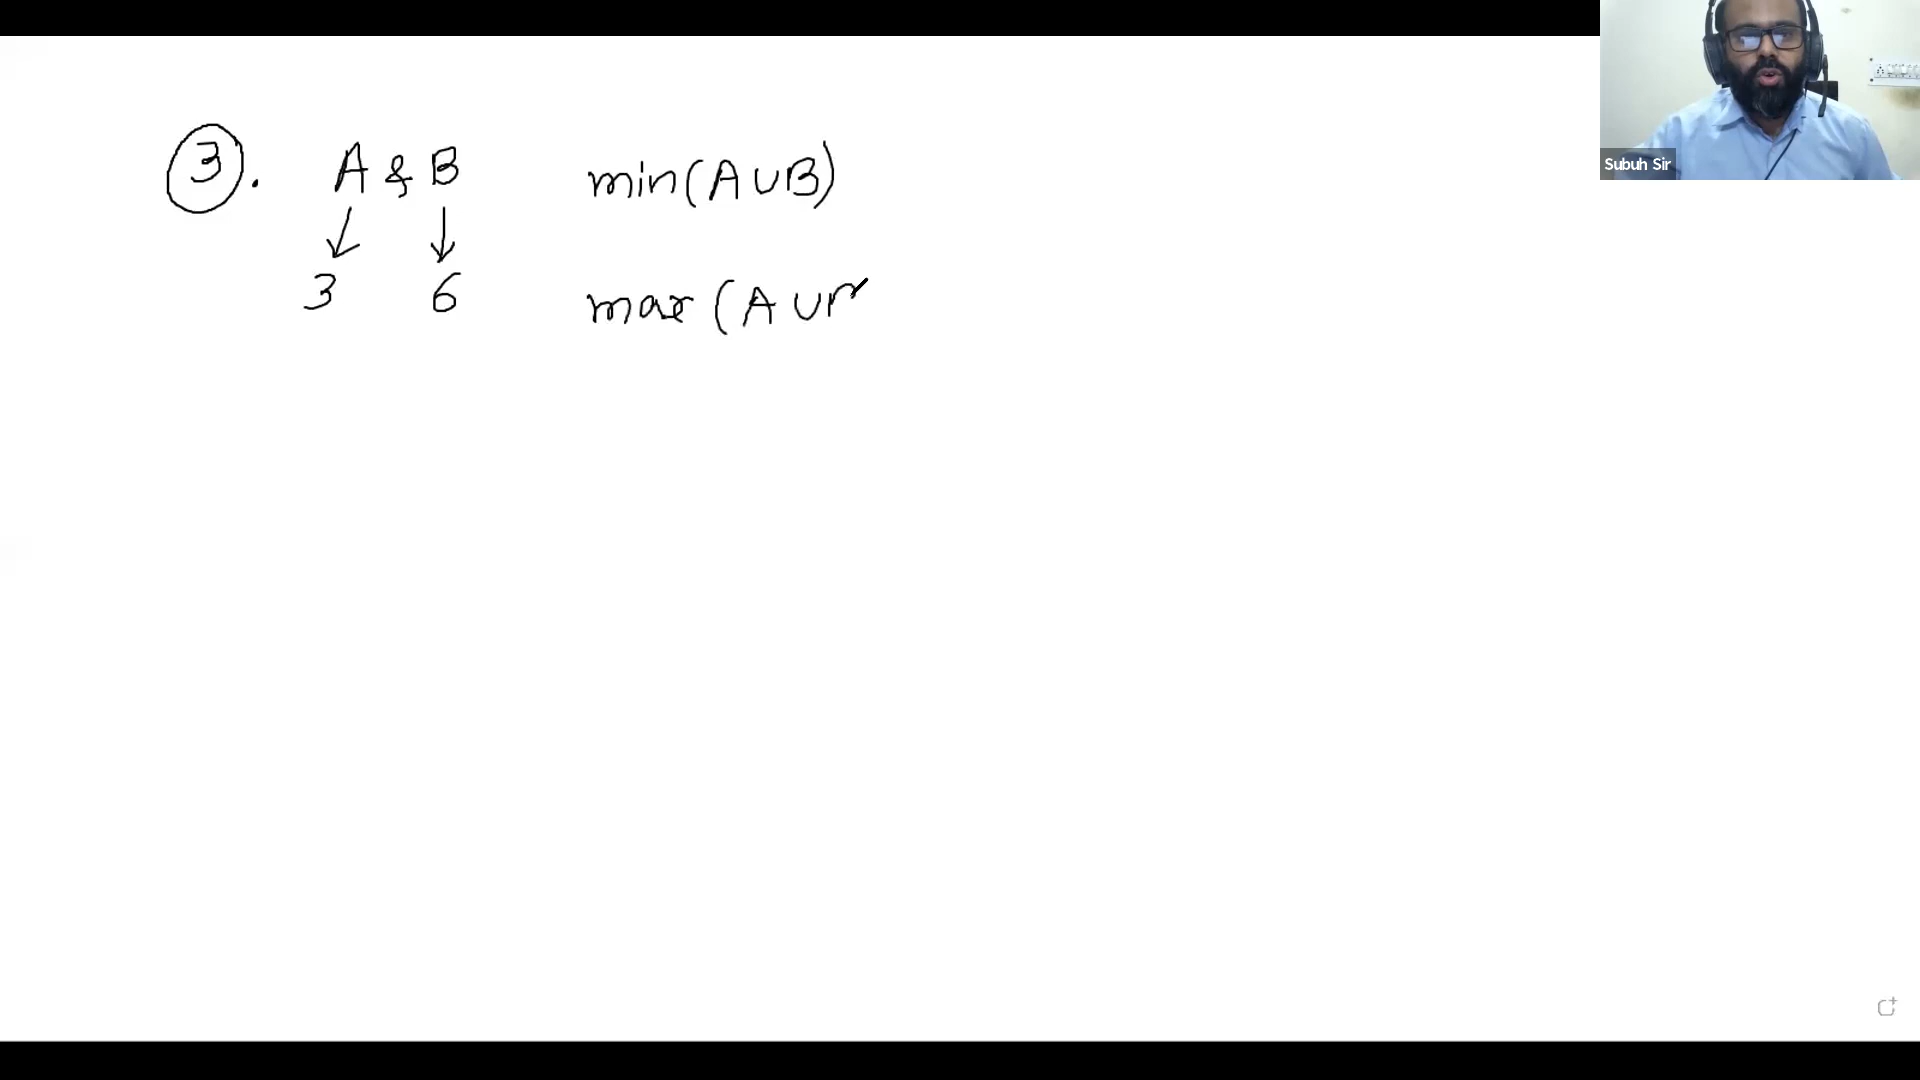 3. A & B min(A∪B)
3 6 max (A ∪
Subuh Sir